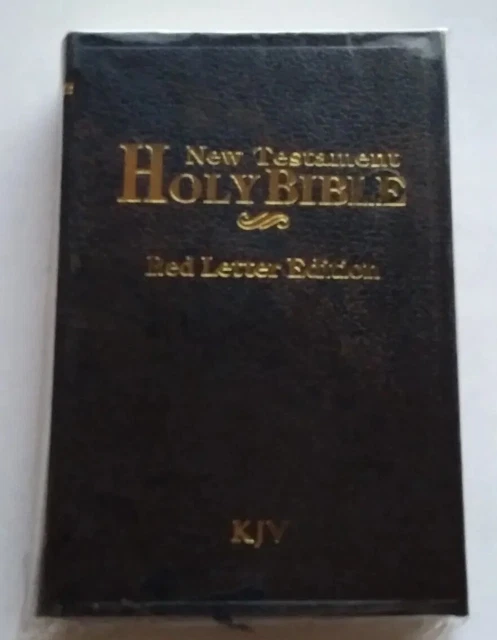 New Testament
HOLY BIBLE
Red Letter Edition
KJV